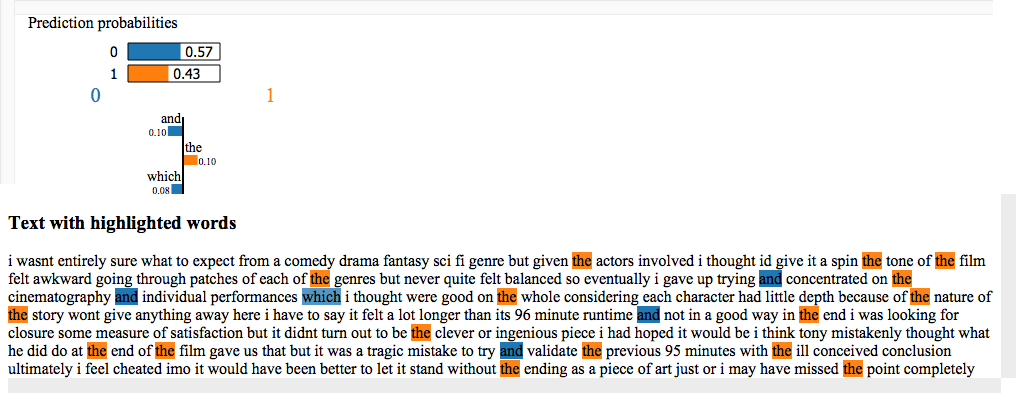 Prediction probabilities
0 0.57
1 0.43
0 1
and
0.10
the
0.10
which
0.08
Text with highlighted words
i wasnt entirely sure what to expect from a comedy drama fantasy sci fi genre but given the actors involved i thought id give it a spin the tone of the film
felt awkward going through patches of each of the genres but never quite felt balanced so eventually i gave up trying and concentrated on the
cinematography and individual performances which i thought were good on the whole considering each character had little depth because of the nature of
the story wont give anything away here i have to say it felt a lot longer than its 96 minute runtime and not in a good way in the end i was looking for
closure some measure of satisfaction but it didnt turn out to be the clever or ingenious piece i had hoped it would be i think tony mistakenly thought what
he did do at the end of the film gave us that but it was a tragic mistake to try and validate the previous 95 minutes with the ill conceived conclusion
ultimately i feel cheated imo it would have been better to let it stand without the ending as a piece of art just or i may have missed the point completely